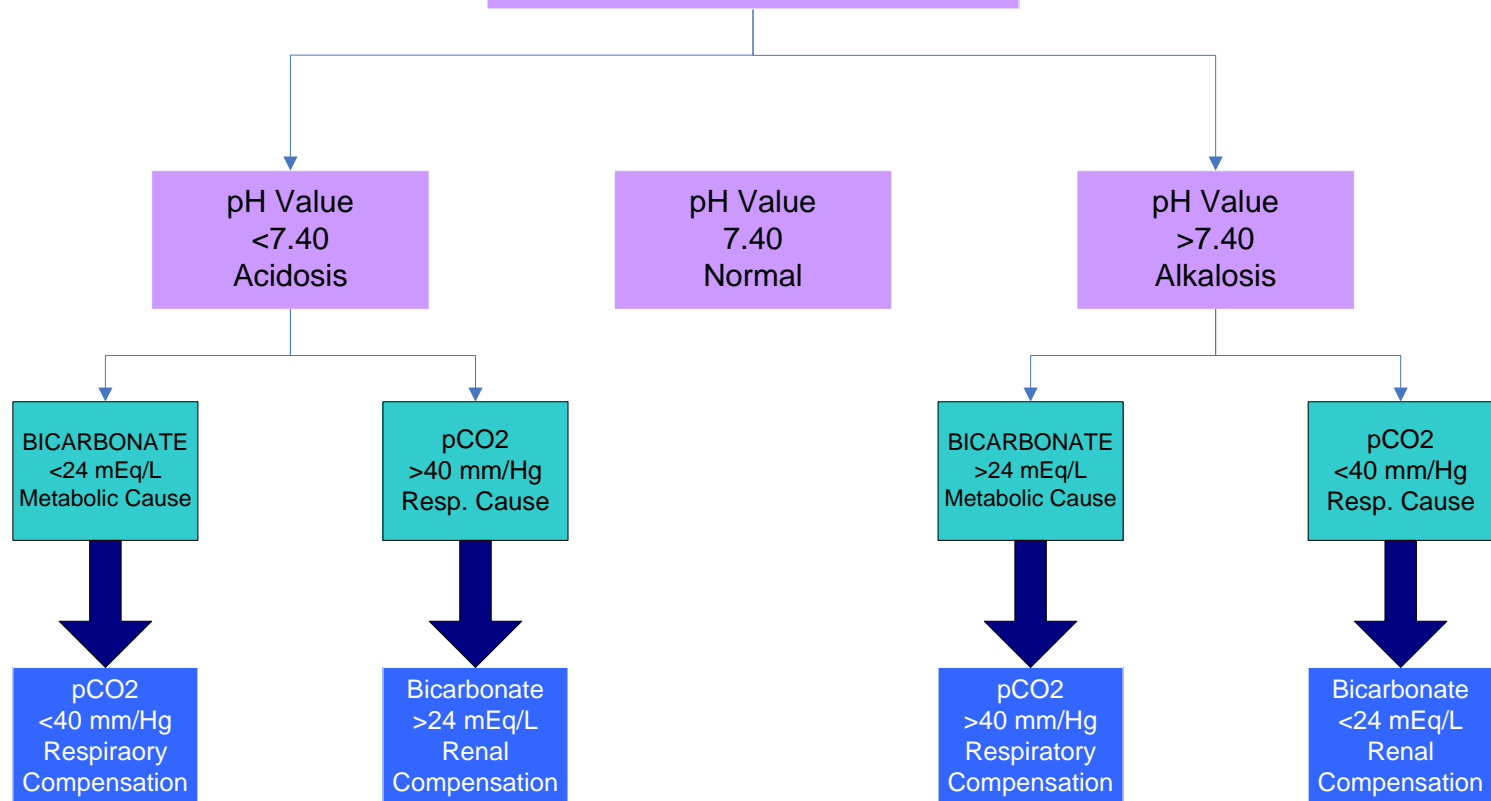 pH Value
<7.40
Acidosis
pH Value
7.40
Normal
pH Value
>7.40
Alkalosis
BICARBONATE
<24 mEq/L
Metabolic Cause
pCO2
>40 mm/Hg
Resp. Cause
BICARBONATE
>24 mEq/L
Metabolic Cause
pCO2
<40 mm/Hg
Resp. Cause
pCO2
<40 mm/Hg
Respiraory
Compensation
Bicarbonate
>24 mEq/L
Renal
Compensation
pCO2
>40 mm/Hg
Respiratory
Compensation
Bicarbonate
<24 mEq/L
Renal
Compensation